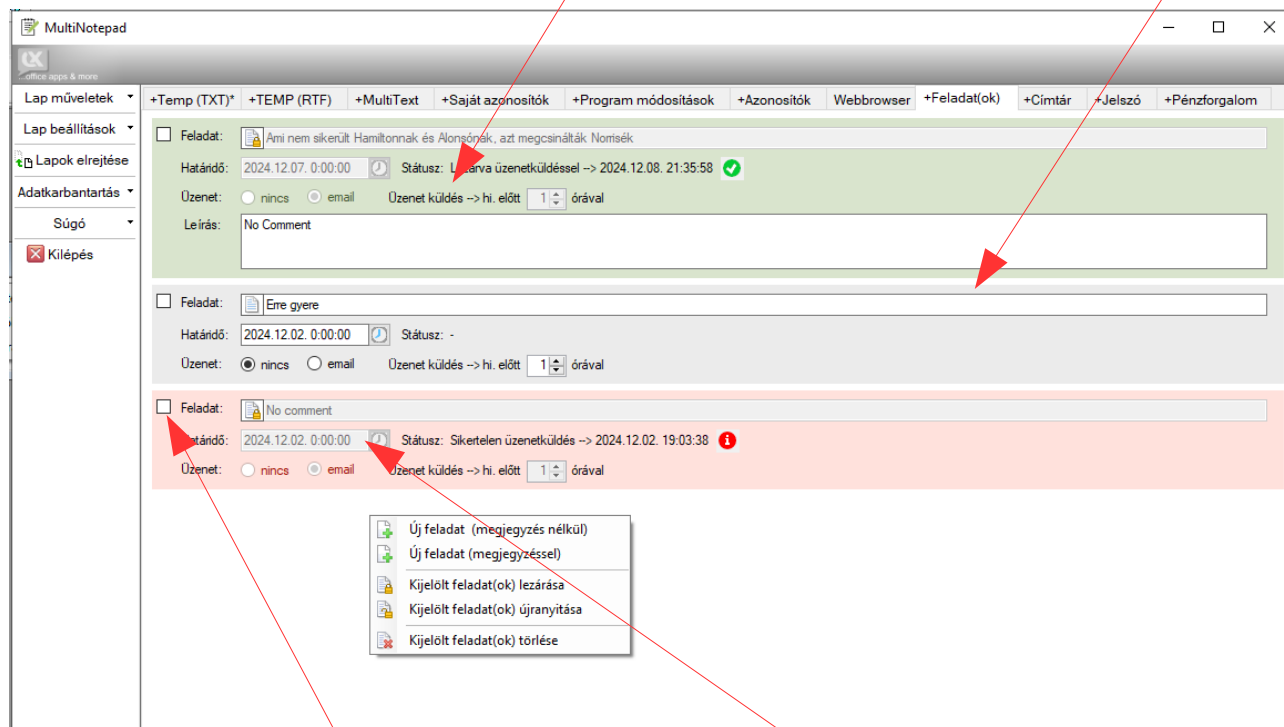 MultiNotepad
...office apps & more
Lap műveletek
Lap beállítások
Lapok elrejtése
Adatkarbantartás
Súgó
Kilépés
+Temp (TXT)* +TEMP (RTF) +MultiText +Saját azonosítók +Program módosítások +Azonosítók Webbrowser +Feladat(ok) +Címtár +Jelszó +Pénzforgalom
Feladat: Ami nem sikerült Hamiltonnak és Alonsónak, azt megcsinálták Norrisék
Határidő: 2024.12.07. 0:00:00 Státusz: Lezárva üzenetküldéssel --> 2024.12.08. 21:35:58
Üzenet: nincs email Üzenet küldés --> hi. előtt 1 órával
Leírás: No Comment
Feladat: Erre gyere
Határidő: 2024.12.02. 0:00:00 Státusz: -
Üzenet: nincs email Üzenet küldés --> hi. előtt 1 órával
Feladat: No comment
Határidő: 2024.12.02. 0:00:00 Státusz: Sikertelen üzenetküldés --> 2024.12.02. 19:03:38
Üzenet: nincs email Üzenet küldés --> hi. előtt 1 órával
Új feladat (megjegyzés nélkül)
Új feladat (megjegyzéssel)
Kijelölt feladat(ok) lezárása
Kijelölt feladat(ok) újranyitása
Kijelölt feladat(ok) törlése